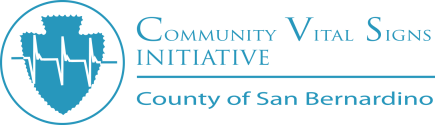 Community Vital Signs
INITIATIVE
County of San Bernardino